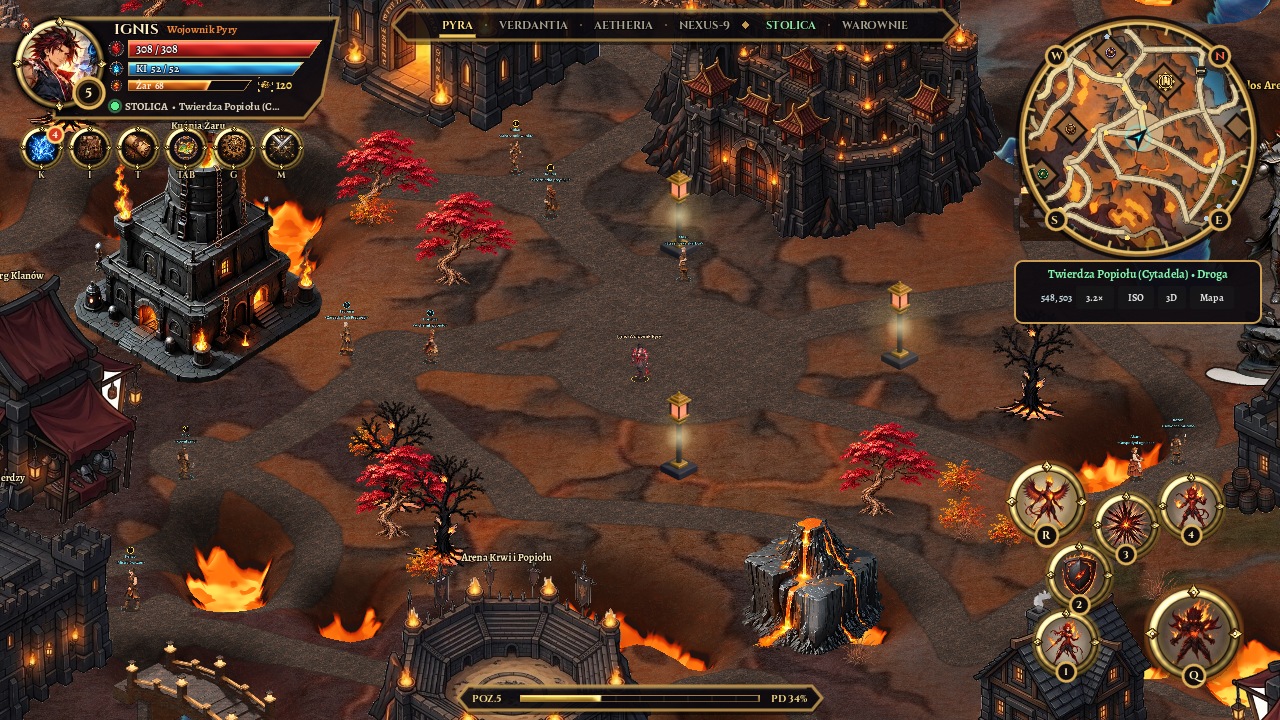 IGNIS Wojownik Pyry
308 / 308
KI 52 / 52
Żar 68
120
5
STOLICA • Twierdza Popiołu (C...
4
K I T TAB G M
PYRA • VERDANTIA • AETHERIA • NEXUS-9 ◆ STOLICA • WAROWNIE
W
N
S
E
Twierdza Popiołu (Cytadela) • Droga
548,503 3.2× ISO 3D Mapa
Kuźnia Żaru
rg Klanów
erdzy
Arena Krwi i Popiołu
R
3
4
2
1
Q
POZ.5
PD 34%